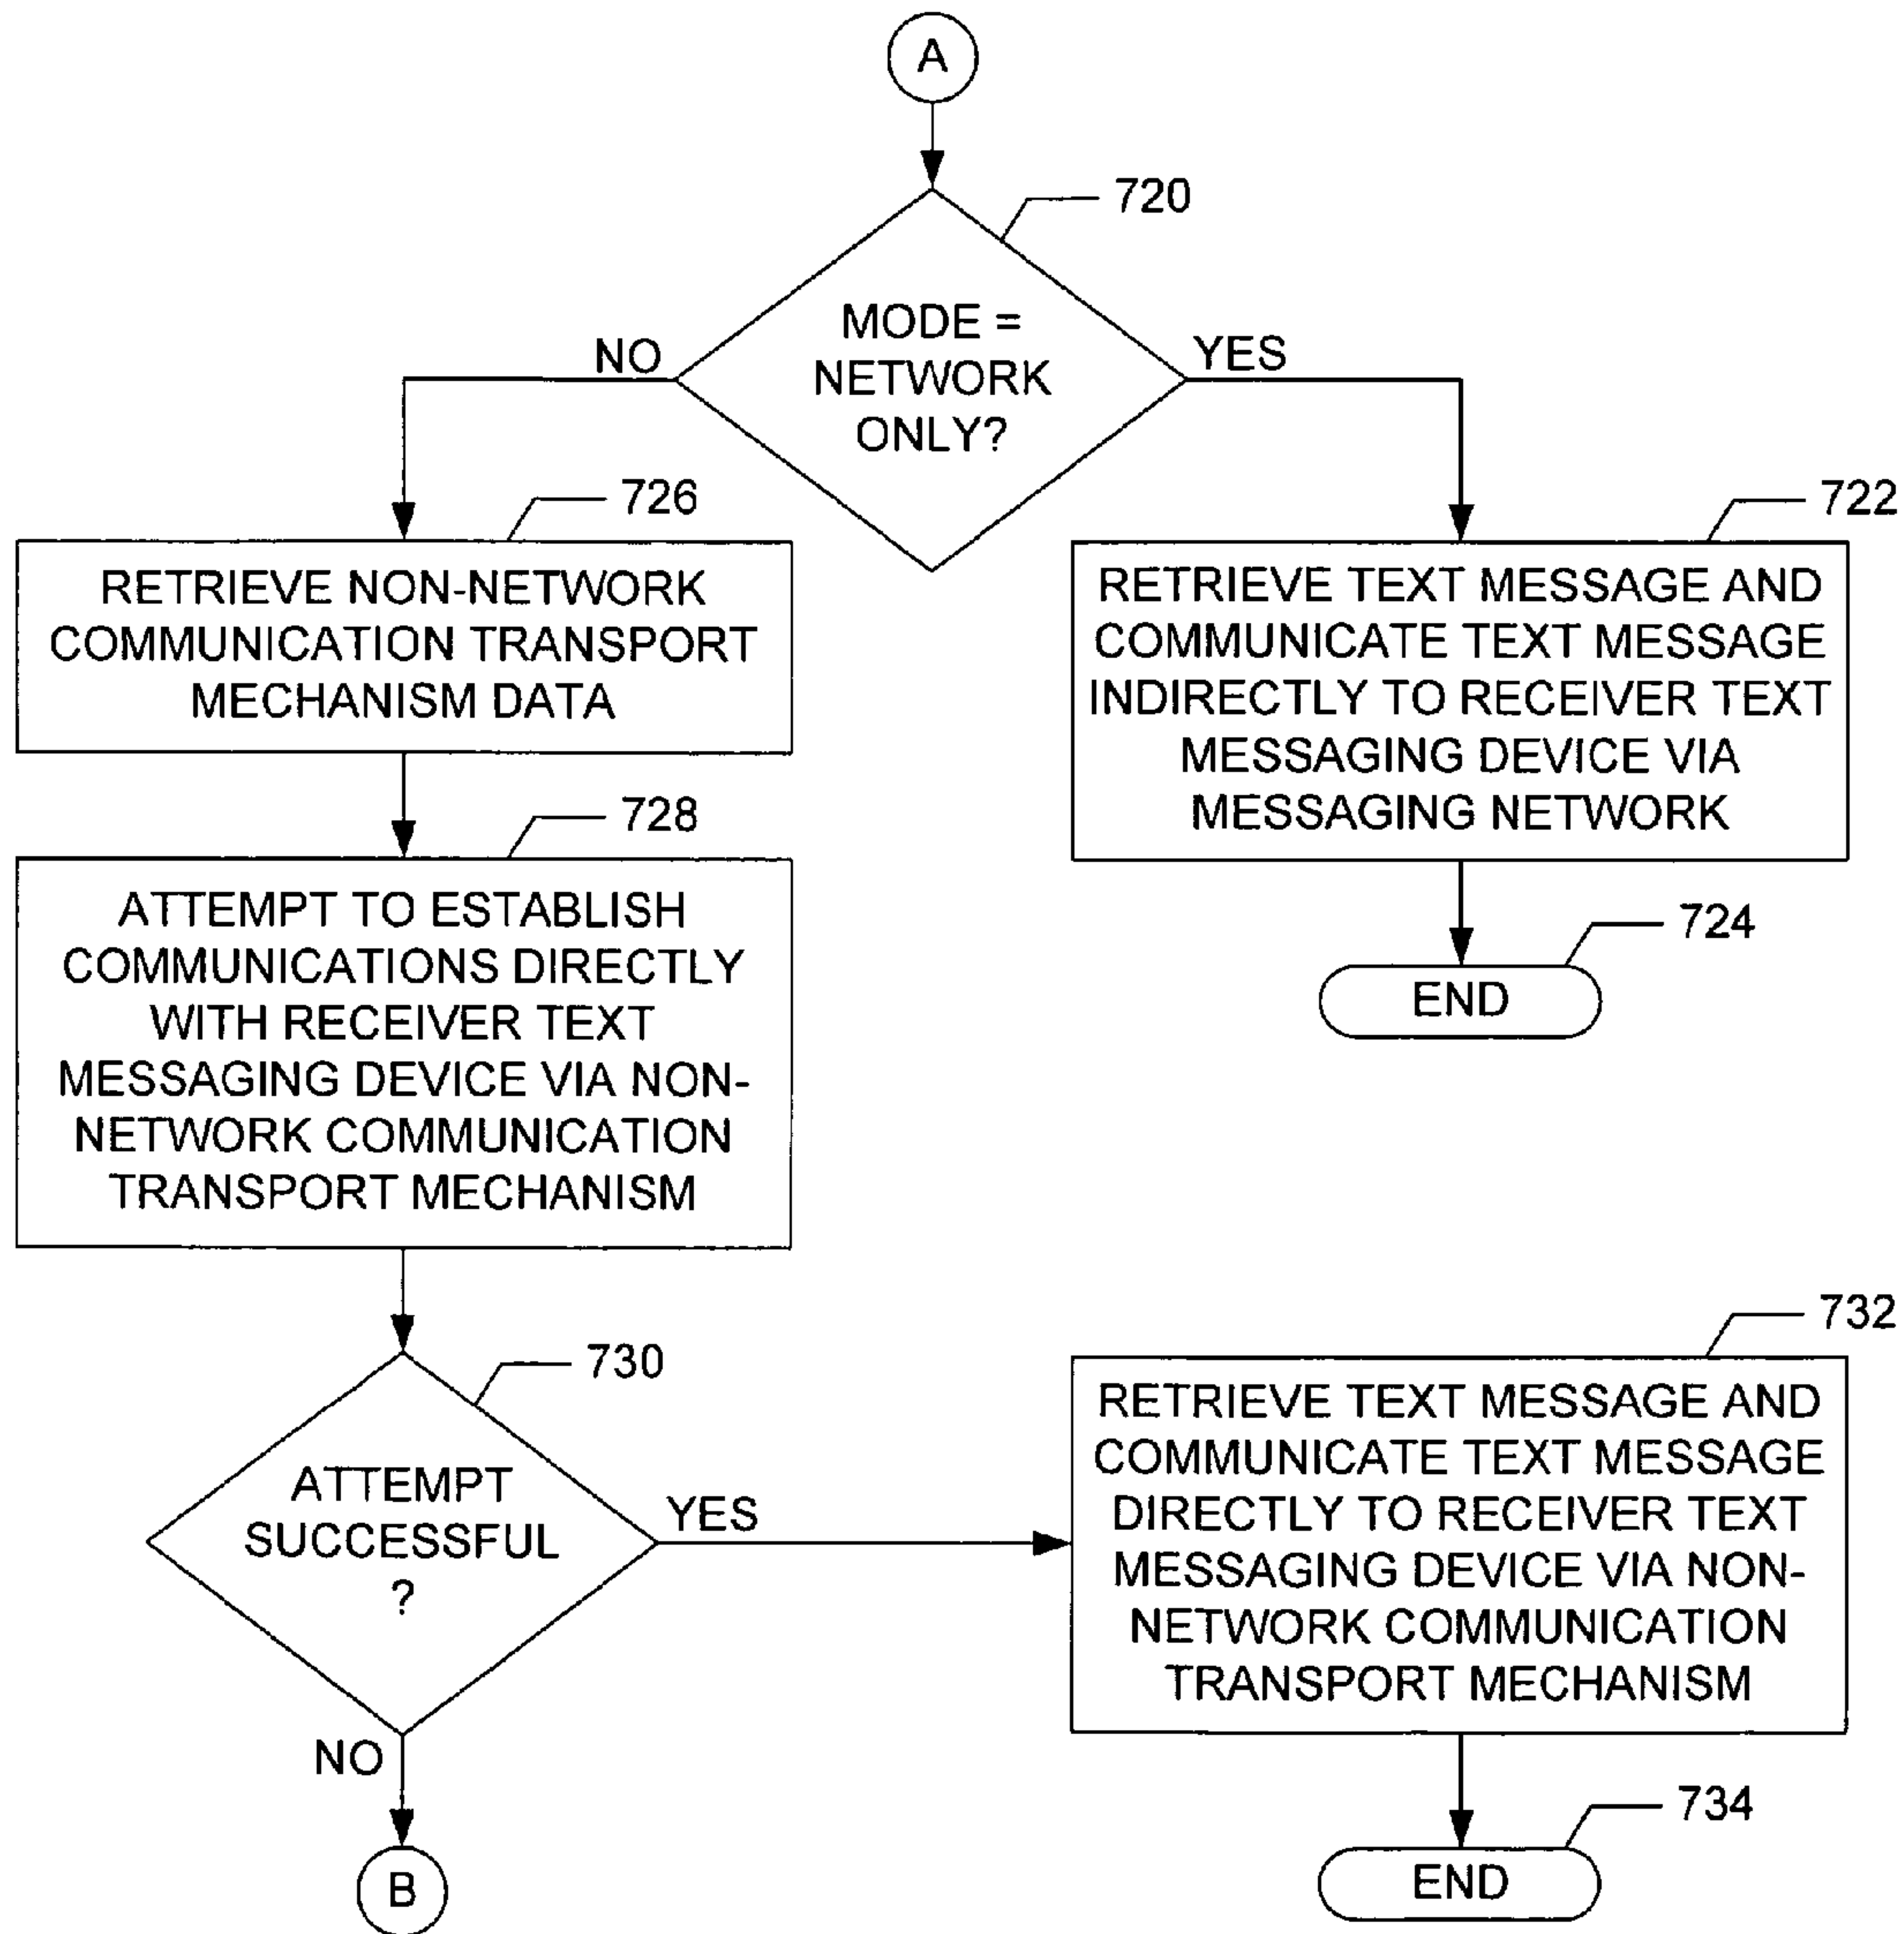 A
720
MODE =
NETWORK
ONLY?
NO
YES
726
RETRIEVE NON-NETWORK
COMMUNICATION TRANSPORT
MECHANISM DATA
722
RETRIEVE TEXT MESSAGE AND
COMMUNICATE TEXT MESSAGE
INDIRECTLY TO RECEIVER TEXT
MESSAGING DEVICE VIA
MESSAGING NETWORK
728
ATTEMPT TO ESTABLISH
COMMUNICATIONS DIRECTLY
WITH RECEIVER TEXT
MESSAGING DEVICE VIA NON-
NETWORK COMMUNICATION
TRANSPORT MECHANISM
724
END
730
ATTEMPT
SUCCESSFUL
?
YES
NO
732
RETRIEVE TEXT MESSAGE AND
COMMUNICATE TEXT MESSAGE
DIRECTLY TO RECEIVER TEXT
MESSAGING DEVICE VIA NON-
NETWORK COMMUNICATION
TRANSPORT MECHANISM
734
END
B